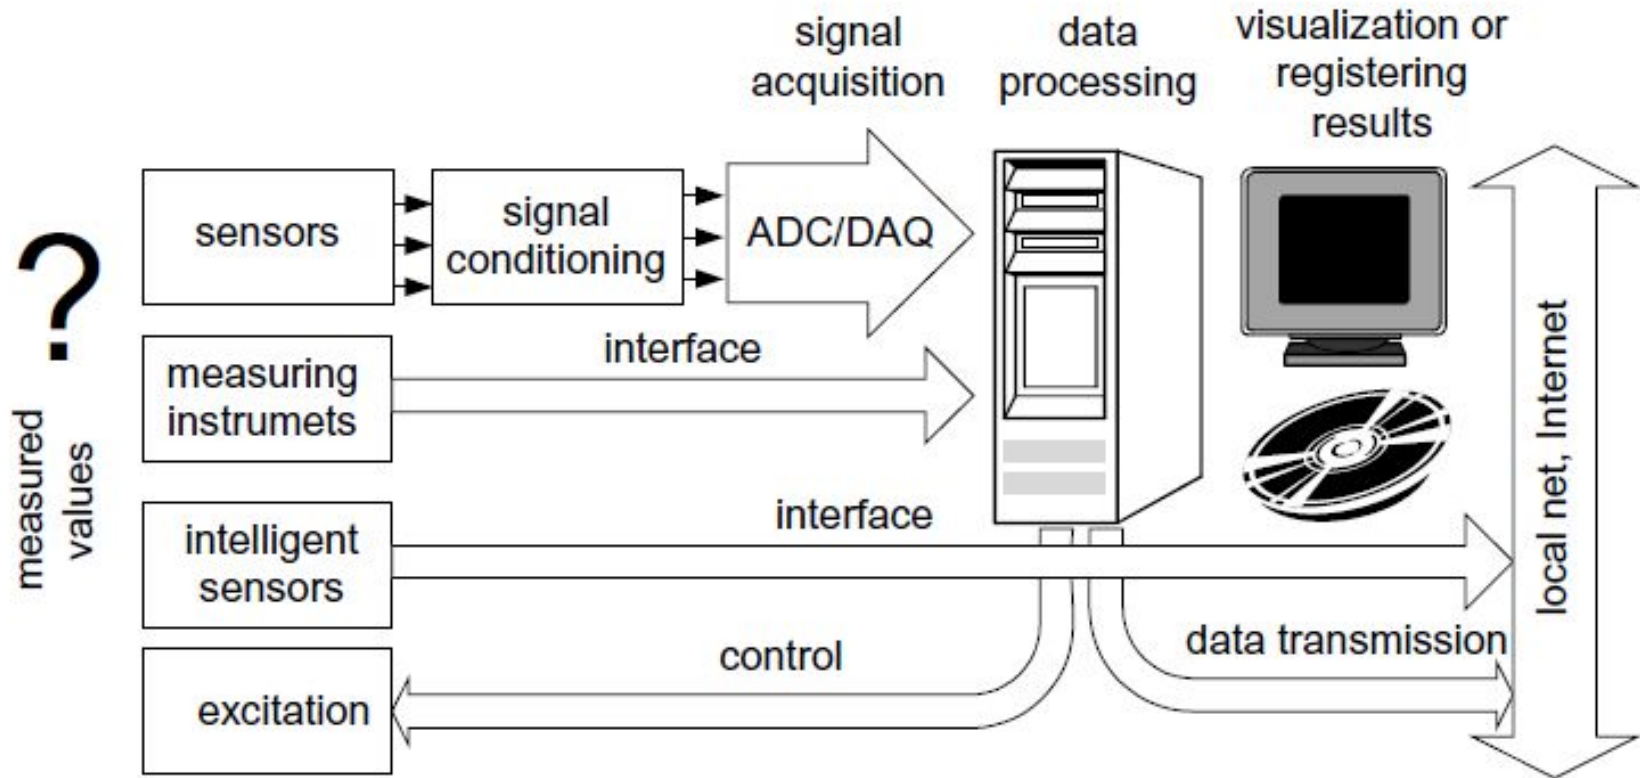 signal
acquisition
data
processing
visualization or
registering
results
sensors
signal
conditioning
ADC/DAQ
?
measured
values
measuring
instrumets
interface
intelligent
sensors
interface
excitation
control
data transmission
local net, Internet